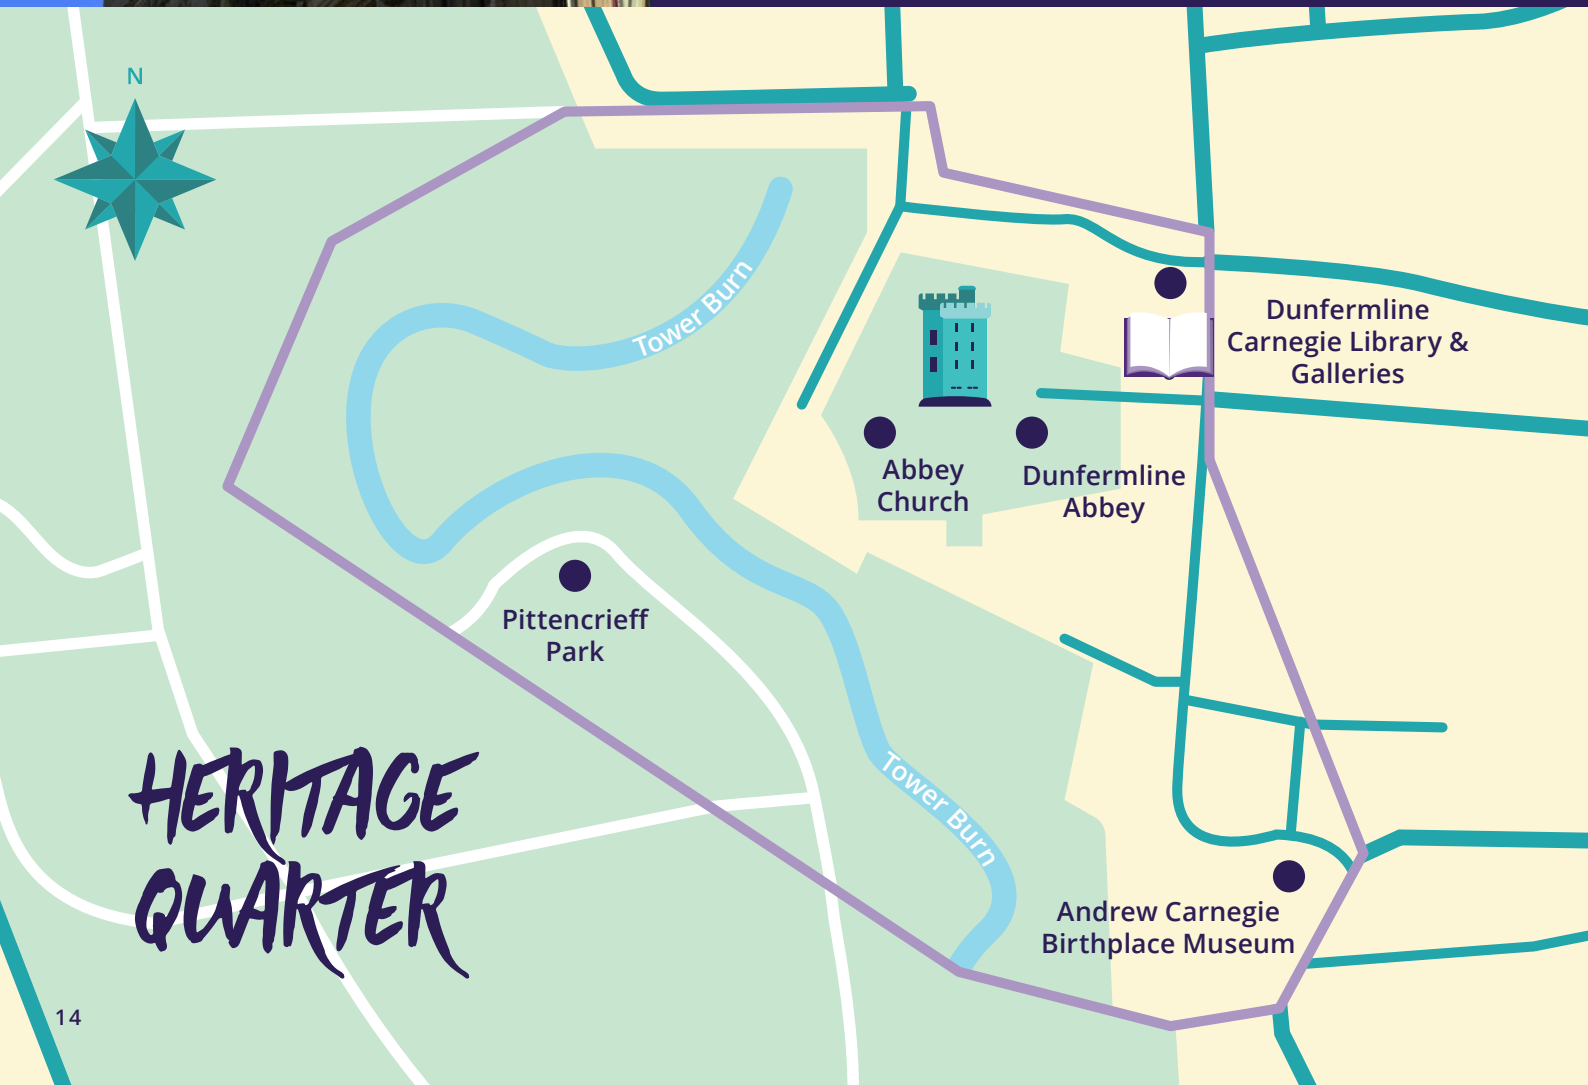 N
Tower Burn
Dunfermline
Carnegie Library &
Galleries
Abbey
Church
Dunfermline
Abbey
Pittencrieff
Park
Tower Burn
HERITAGE
QUARTER
Andrew Carnegie
Birthplace Museum
14